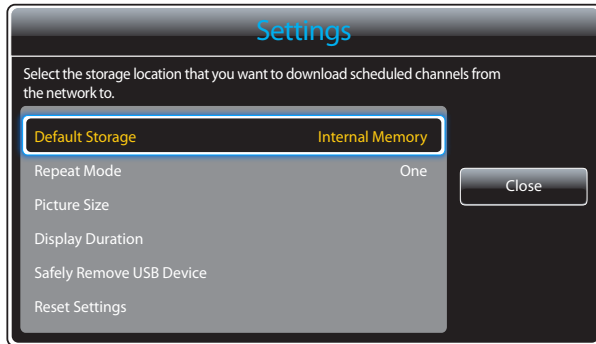 Settings
Select the storage location that you want to download scheduled channels from
the network to.
Default Storage Internal Memory
Repeat Mode One
Picture Size
Display Duration
Safely Remove USB Device
Reset Settings
Close